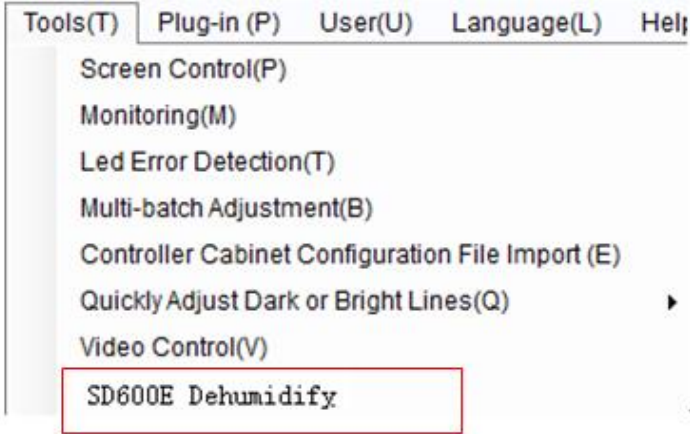 Tools(T) Plug-in (P) User(U) Language(L) Help
Screen Control(P)
Monitoring(M)
Led Error Detection(T)
Multi-batch Adjustment(B)
Controller Cabinet Configuration File Import (E)
Quickly Adjust Dark or Bright Lines(Q)
Video Control(V)
SD600E Dehumidify